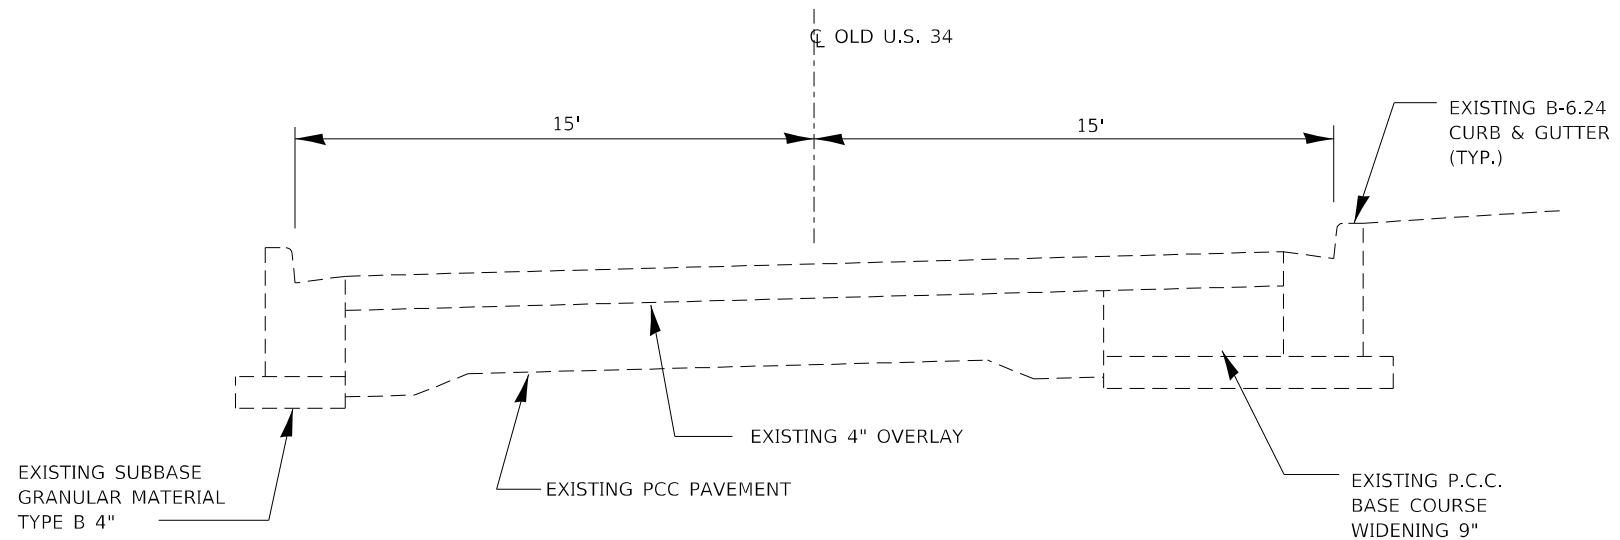 ℄ OLD U.S. 34
15'
15'
EXISTING B-6.24
CURB & GUTTER
(TYP.)
EXISTING 4" OVERLAY
EXISTING PCC PAVEMENT
EXISTING SUBBASE
GRANULAR MATERIAL
TYPE B 4"
EXISTING P.C.C.
BASE COURSE
WIDENING 9"